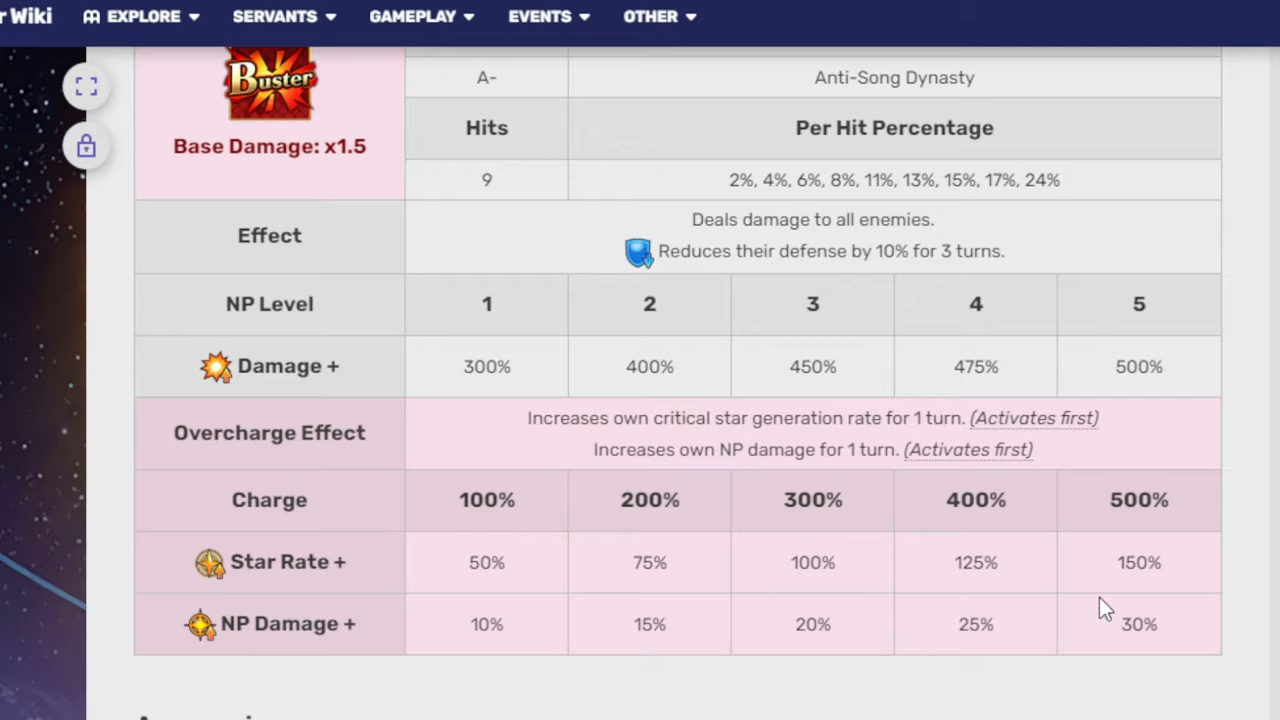 r Wiki EXPLORE SERVANTS GAMEPLAY EVENTS OTHER
BUSTER
Base Damage: x1.5
A- Anti-Song Dynasty
Hits Per Hit Percentage
9 2%, 4%, 6%, 8%, 11%, 13%, 15%, 17%, 24%
Effect
Deals damage to all enemies.
Reduces their defense by 10% for 3 turns.
NP Level 1 2 3 4 5
Damage + 300% 400% 450% 475% 500%
Overcharge Effect
Increases own critical star generation rate for 1 turn. (Activates first)
Increases own NP damage for 1 turn. (Activates first)
Charge 100% 200% 300% 400% 500%
Star Rate + 50% 75% 100% 125% 150%
NP Damage + 10% 15% 20% 25% 30%